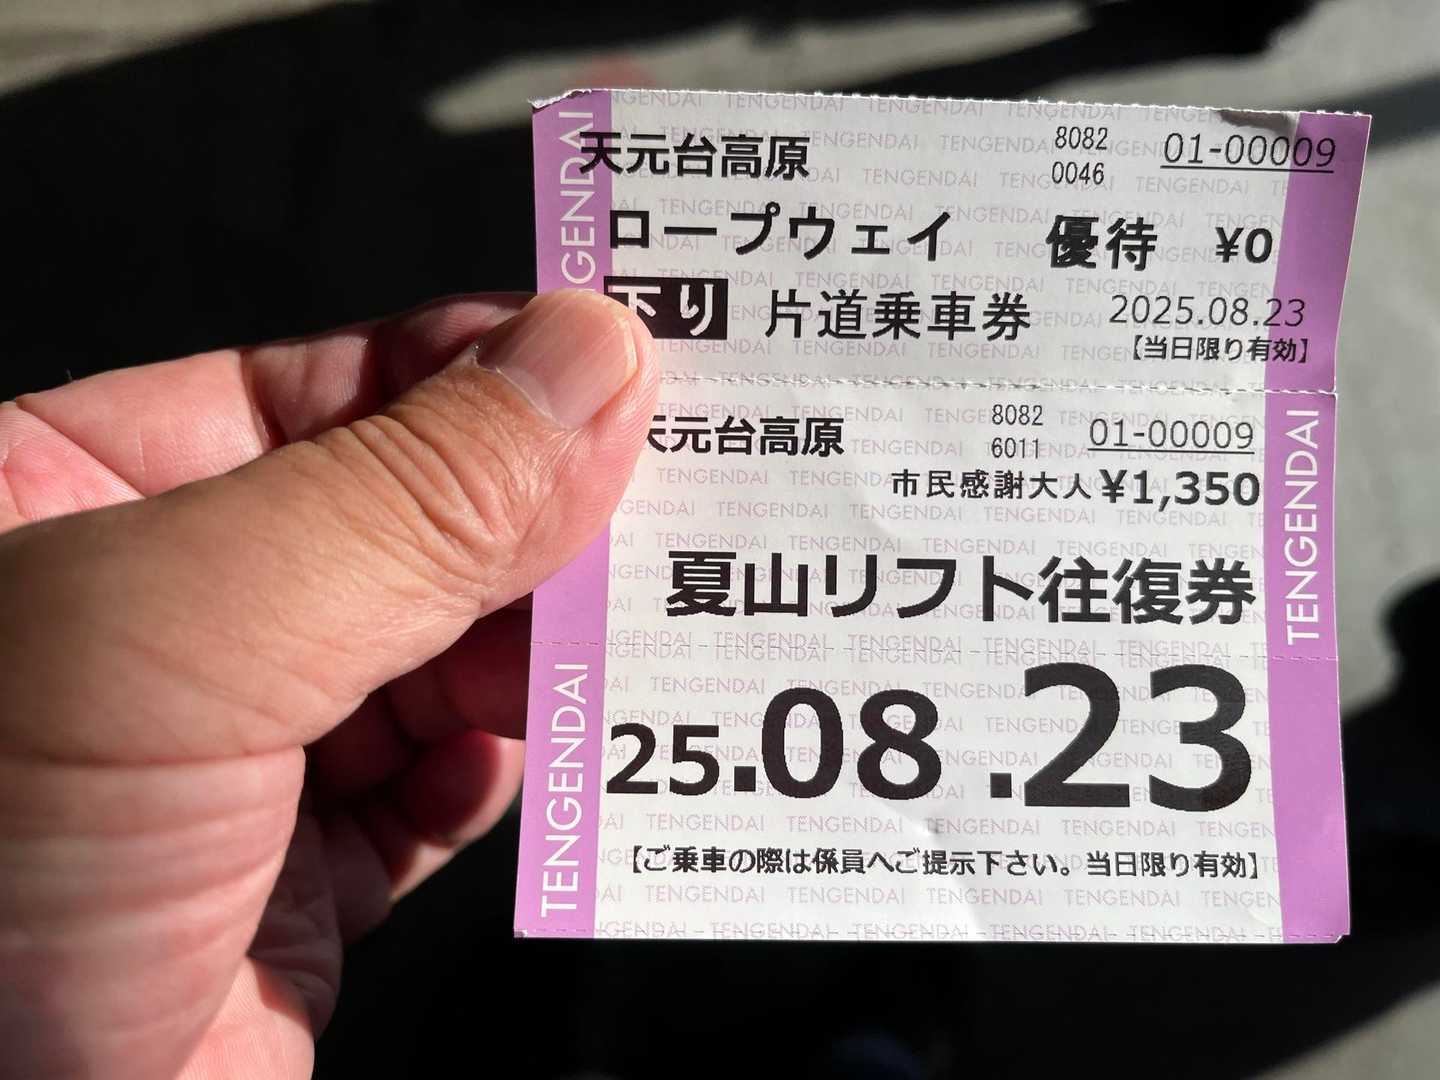 天元台高原 8082 0046 01-00009
ロープウェイ 優待 ¥0
下り 片道乗車券 2025.08.23
【当日限り有効】
天元台高原 8082 6011 01-00009
市民感謝大人 ¥1,350
夏山リフト往復券
25.08.23
【ご乗車の際は係員へご提示下さい。当日限り有効】
TENGENDAI
TENGENDAI
TENGENDAI